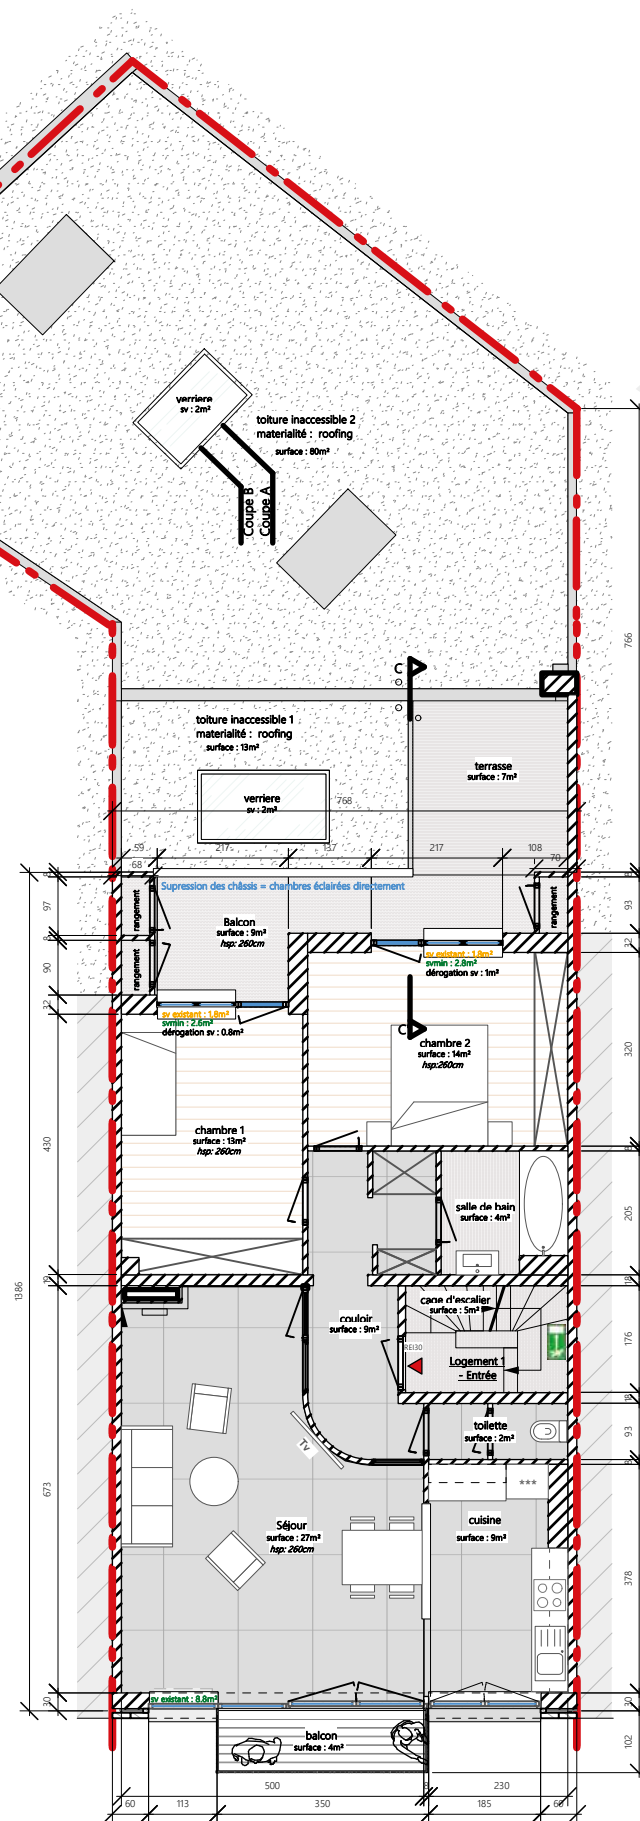 verriere
sv : 2m²
toiture inaccessible 2
materialité : roofing
surface : 80m²
Coupe B
Coupe A
766
C
toiture inaccessible 1
materialité : roofing
surface : 13m²
terrasse
surface : 7m²
verriere
sv : 2m²
768
59
217
137
217
108
68
70
Supression des châssis = chambres éclairées directement
8
97
8
90
32
rangement
rangement
Balcon
surface : 9m²
hsp: 260cm
rangement
8
93
32
sv existant : 1,8m²
svmin : 2.8m²
dérogation sv : 1m²
sv existant : 1,8m²
svmin : 2.6m²
dérogation sv : 0.8m²
C
chambre 2
surface : 14m²
hsp:260cm
320
chambre 1
surface : 13m²
hsp: 260cm
430
salle de bain
surface : 4m²
205
1386
18
cage d'escalier
surface : 5m²
couloir
surface : 9m²
REI30
Logement 1
- Entrée
176
18
toilette
surface : 2m²
93
8
Tv
673
***
Séjour
surface : 27m²
hsp: 260cm
cuisine
surface : 9m²
378
sv existant : 8.8m²
30
30
balcon
surface : 4m²
102
500
8
230
60
113
350
185
60